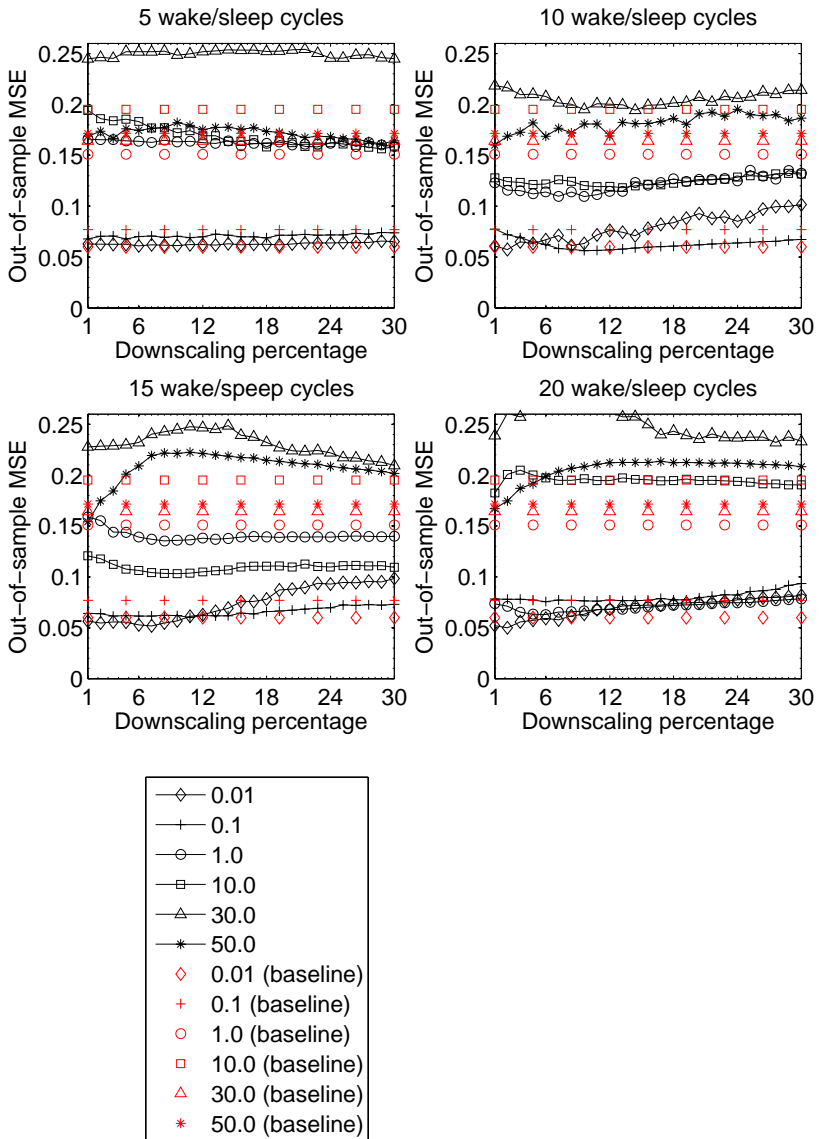 5 wake/sleep cycles
Out-of-sample MSE
0.25
0.2
0.15
0.1
0.05
0
1 6 12 18 24 30
Downscaling percentage
10 wake/sleep cycles
Out-of-sample MSE
0.25
0.2
0.15
0.1
0.05
0
1 6 12 18 24 30
Downscaling percentage
15 wake/speep cycles
Out-of-sample MSE
0.25
0.2
0.15
0.1
0.05
0
1 6 12 18 24 30
Downscaling percentage
20 wake/sleep cycles
Out-of-sample MSE
0.25
0.2
0.15
0.1
0.05
0
1 6 12 18 24 30
Downscaling percentage
0.01
0.1
1.0
10.0
30.0
50.0
0.01 (baseline)
0.1 (baseline)
1.0 (baseline)
10.0 (baseline)
30.0 (baseline)
50.0 (baseline)